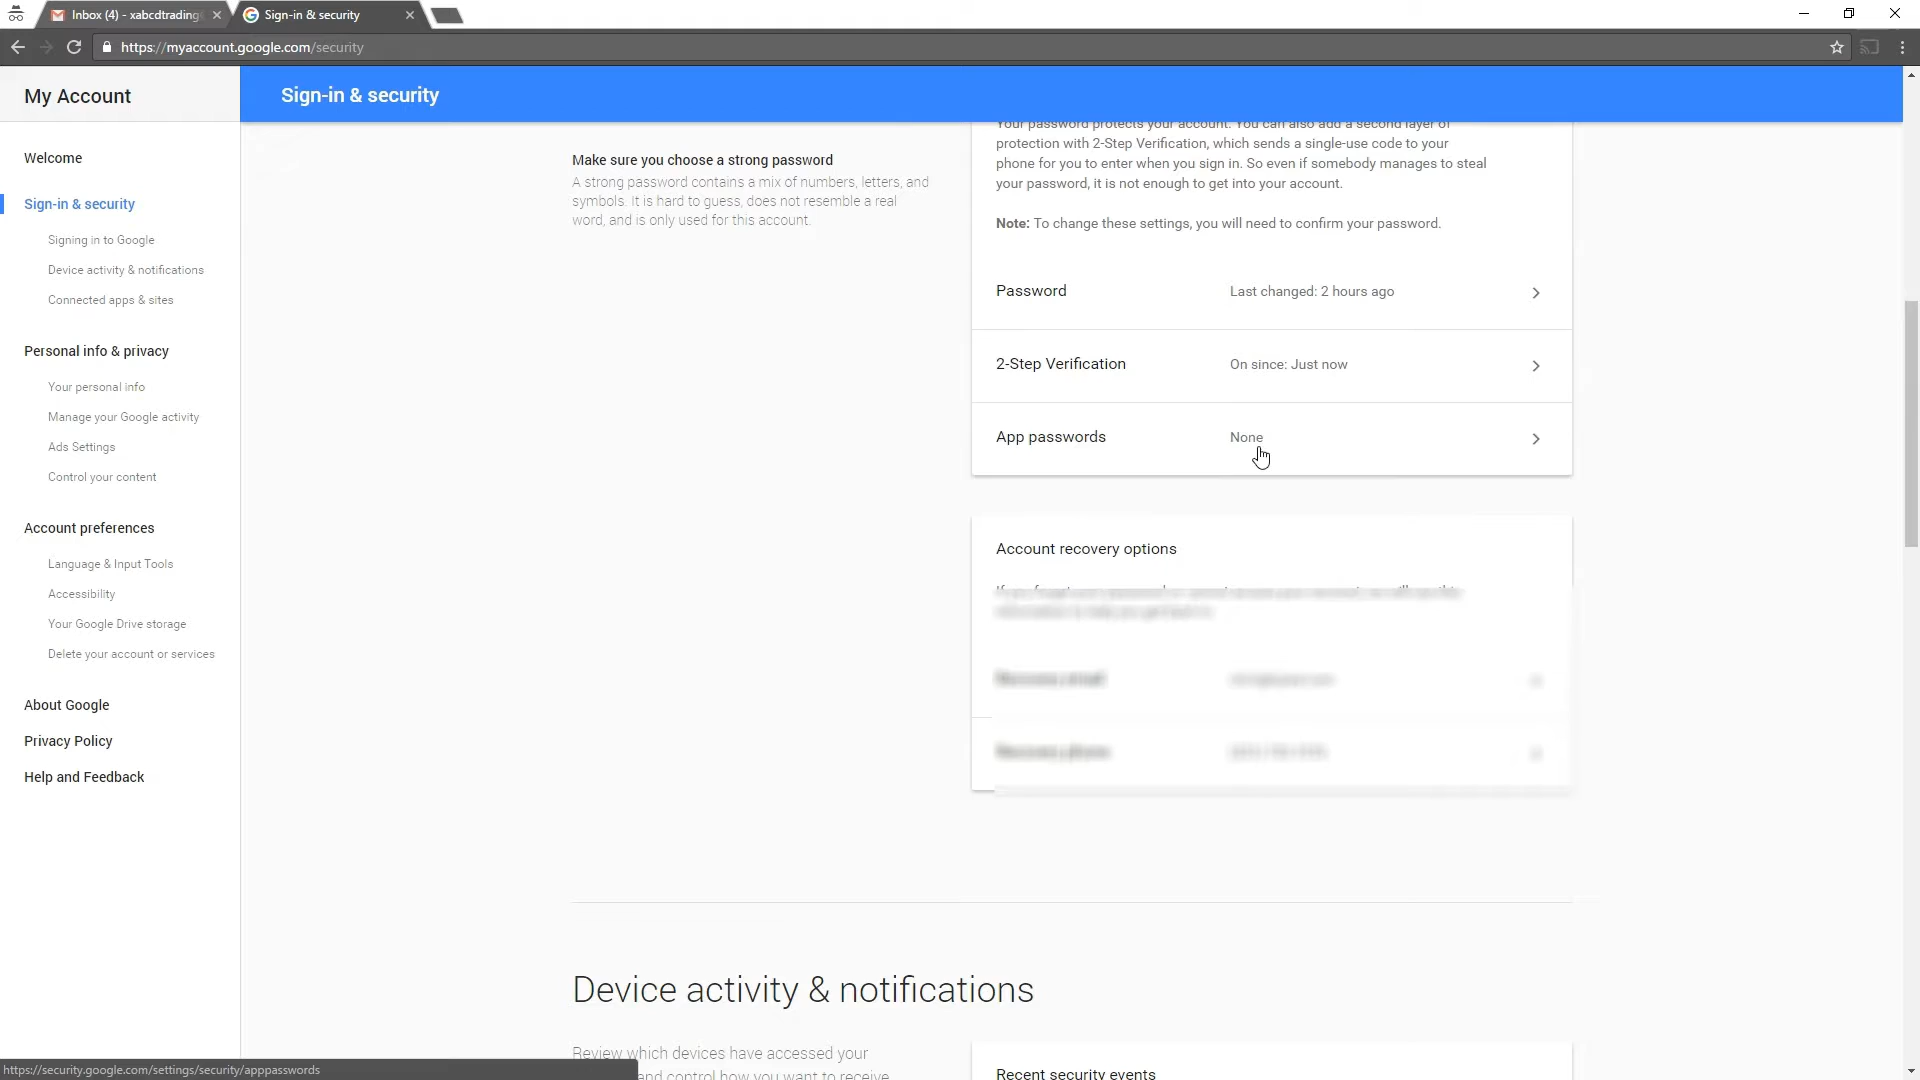 Inbox (4) - xabcdtrading
Sign-in & security
https://myaccount.google.com/security
My Account
Sign-in & security
Welcome
Sign-in & security
Signing in to Google
Device activity & notifications
Connected apps & sites
Personal info & privacy
Your personal info
Manage your Google activity
Ads Settings
Control your content
Account preferences
Language & Input Tools
Accessibility
Your Google Drive storage
Delete your account or services
About Google
Privacy Policy
Help and Feedback
Make sure you choose a strong password
A strong password contains a mix of numbers, letters, and
symbols. It is hard to guess, does not resemble a real
word, and is only used for this account.
Your password protects your account. You can also add a second layer of
protection with 2-Step Verification, which sends a single-use code to your
phone for you to enter when you sign in. So even if somebody manages to steal
your password, it is not enough to get into your account.
Note: To change these settings, you will need to confirm your password.
Password Last changed: 2 hours ago
2-Step Verification On since: Just now
App passwords None
Account recovery options
Device activity & notifications
Review which devices have accessed your
and control how you want to receive
Recent security events
https://security.google.com/settings/security/apppasswords